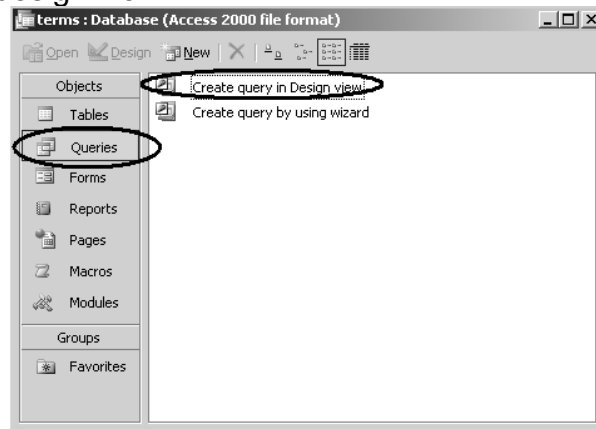 terms : Database (Access 2000 file format)
Open Design New
Objects
Tables
Queries
Forms
Reports
Pages
Macros
Modules
Groups
Favorites
Create query in Design view
Create query by using wizard